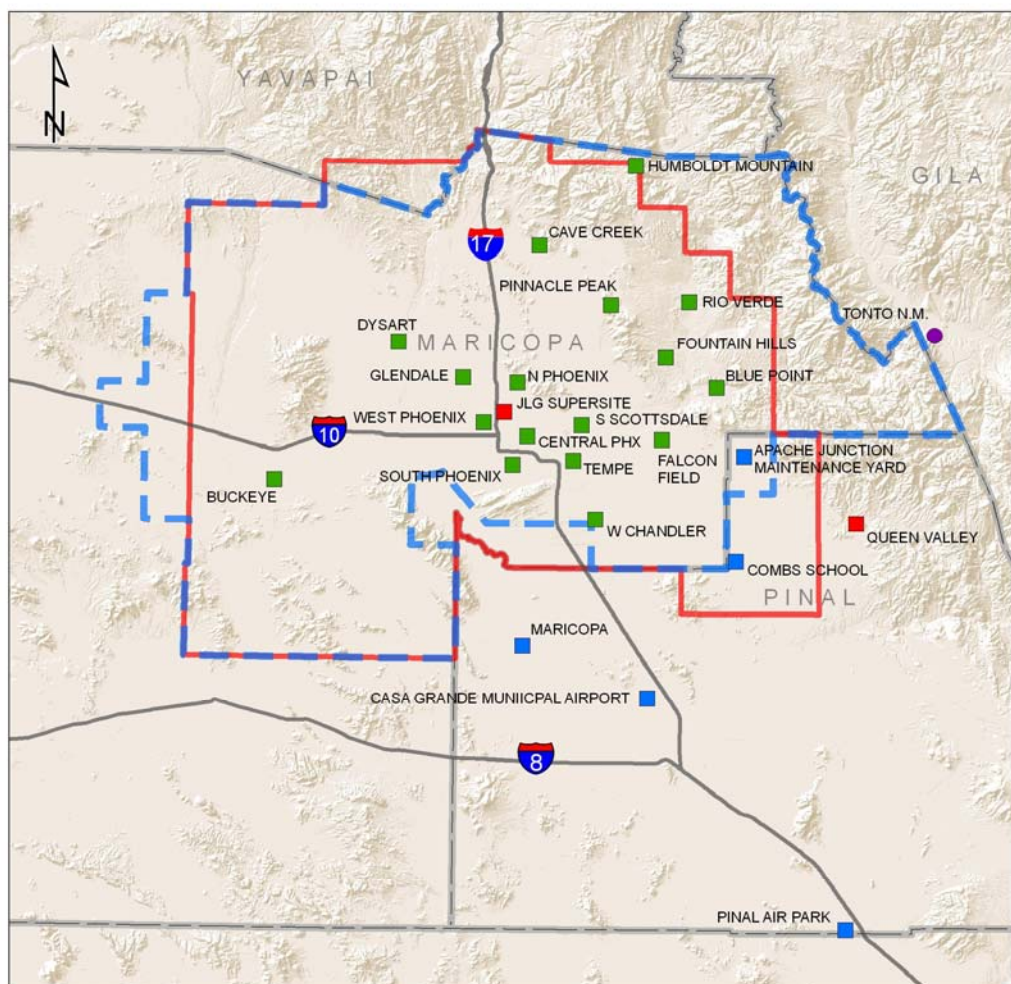 YAVAPAI
N
HUMBOLDT MOUNTAIN
GILA
CAVE CREEK
17
PINNACLE PEAK
RIO VERDE
TONTO N.M.
DYSART
MARICOPA
FOUNTAIN HILLS
GLENDALE
N PHOENIX
BLUE POINT
JLG SUPERSITE
WEST PHOENIX
S SCOTTSDALE
10
CENTRAL PHX
APACHE JUNCTION
MAINTENANCE YARD
SOUTH PHOENIX
TEMPE
FALCON
FIELD
BUCKEYE
W CHANDLER
QUEEN VALLEY
COMBS SCHOOL
PINAL
MARICOPA
CASA GRANDE MUNIICPAL AIRPORT
8
PINAL AIR PARK